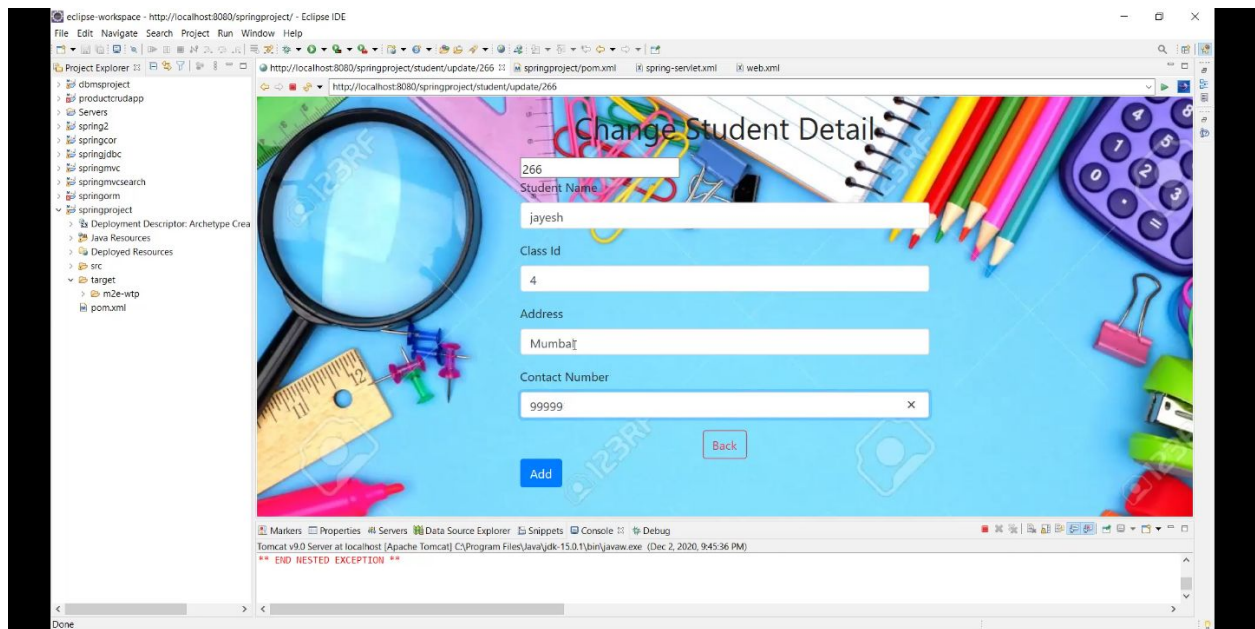 eclipse-workspace - http://localhost:8080/springproject/ - Eclipse IDE
File Edit Navigate Search Project Run Window Help
Project Explorer
http://localhost:8080/springproject/student/update/266 springproject/pom.xml spring-servlet.xml web.xml
http://localhost:8080/springproject/student/update/266
dbmsproject
productcrudapp
Servers
spring2
springcor
springjdbc
springmvc
springmvcsearch
springorm
springproject
Deployment Descriptor: Archetype Crea
Java Resources
Deployed Resources
src
target
m2e-wtp
pom.xml
Change Student Detail
266
Student Name
jayesh
Class Id
4
Address
Mumbai
Contact Number
99999
Back
Add
Markers Properties Servers Data Source Explorer Snippets Console Debug
Tomcat v9.0 Server at localhost [Apache Tomcat] C:\Program Files\Java\jdk-15.0.1\bin\javaw.exe (Dec 2, 2020, 9:45:36 PM)
** END NESTED EXCEPTION **
Done